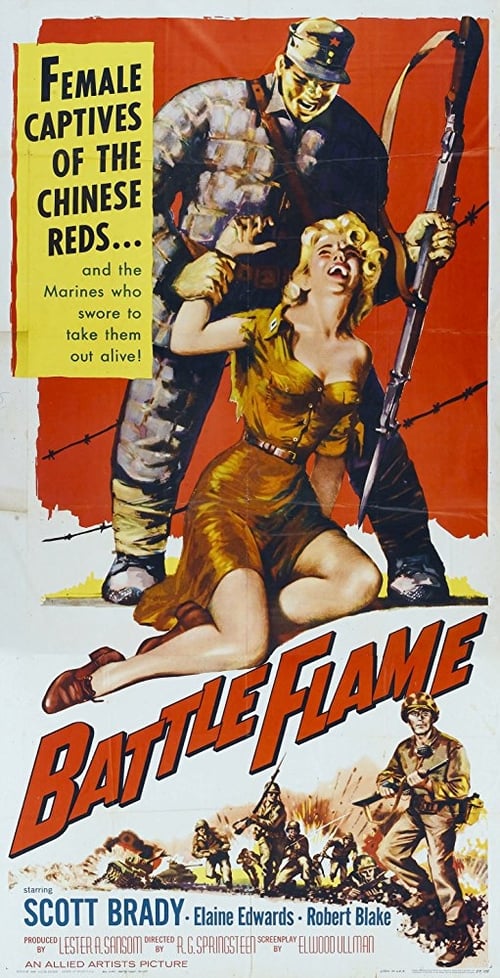 FEMALE
CAPTIVES
OF THE
CHINESE
REDS...
and the
Marines who
swore to
take them
out alive!
BATTLE FLAME
starring
SCOTT BRADY · Elaine Edwards · Robert Blake
PRODUCED BY LESTER A. SANSOM DIRECTED BY R.G. SPRINGSTEEN SCREENPLAY BY ELWOOD ULLMAN
AN ALLIED ARTISTS PICTURE